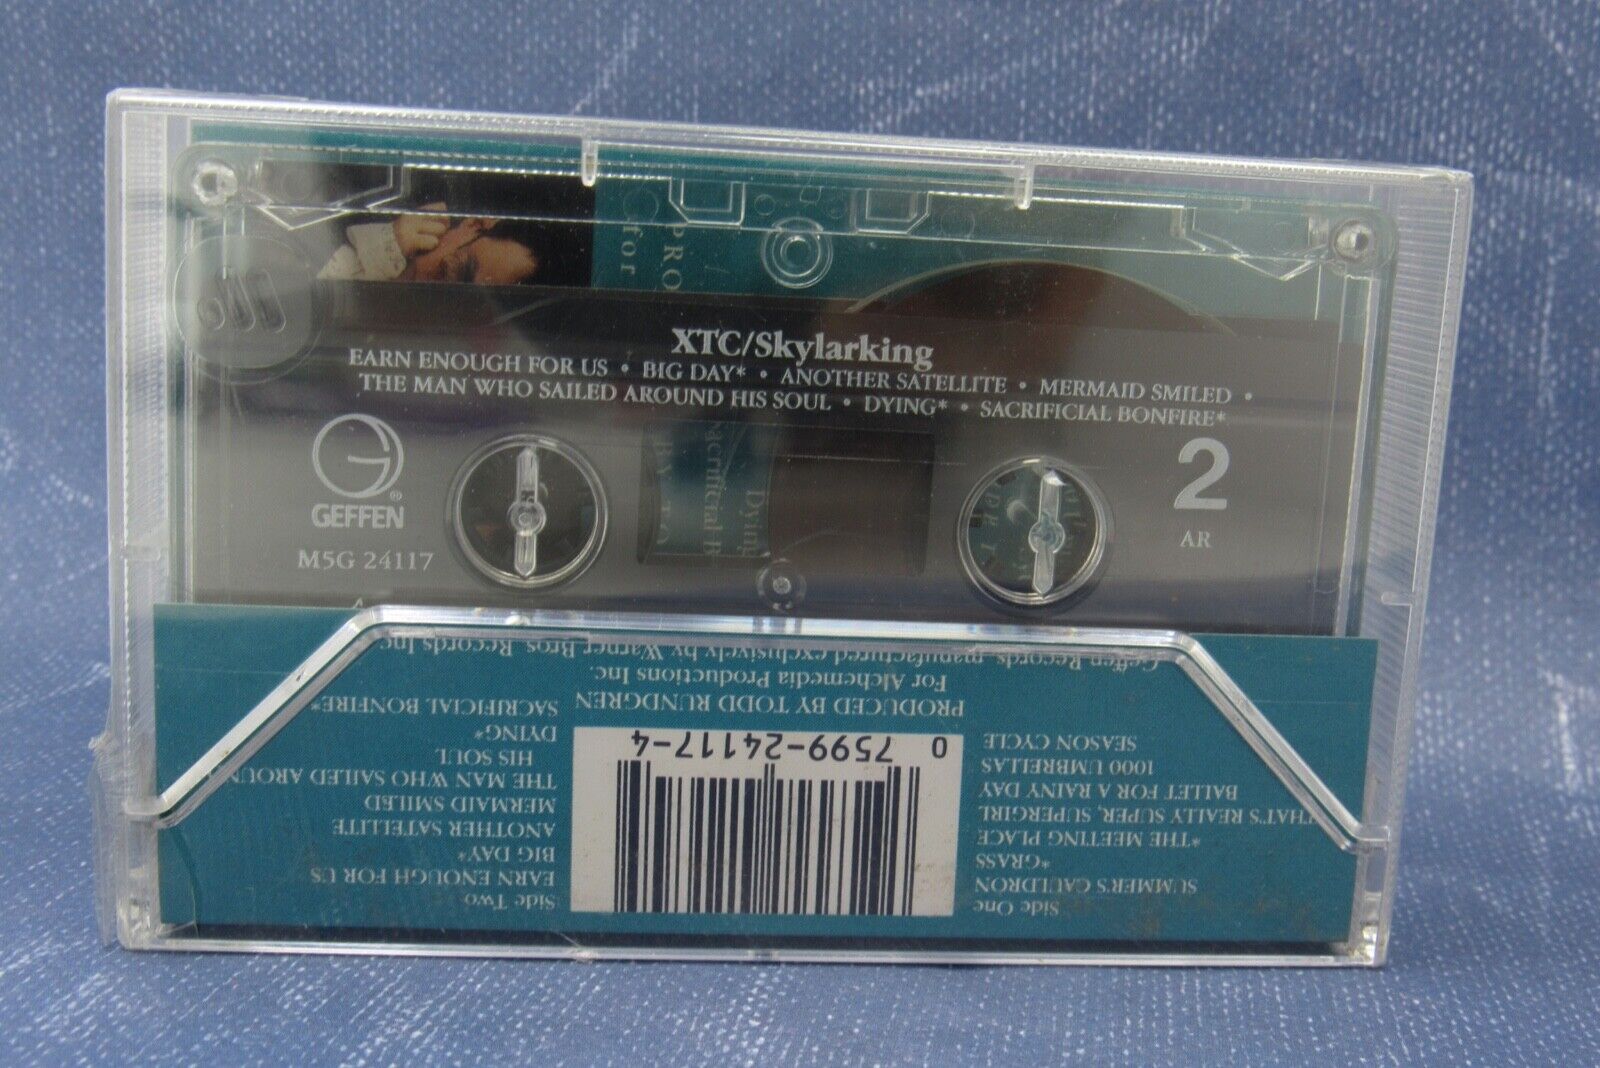 PRO
for
XTC/Skylarking
EARN ENOUGH FOR US • BIG DAY* • ANOTHER SATELLITE • MERMAID SMILED •
THE MAN WHO SAILED AROUND HIS SOUL • DYING* • SACRIFICIAL BONFIRE*
GEFFEN ®
M5G 24117
2
AR
Dying
Side One
SUMMER'S CAULDRON
*GRASS
*THE MEETING PLACE
THAT'S REALLY SUPER, SUPERGIRL
BALLET FOR A RAINY DAY
1000 UMBRELLAS
SEASON CYCLE
0 7599-24117-4
Side Two
EARN ENOUGH FOR US
BIG DAY*
ANOTHER SATELLITE
MERMAID SMILED
THE MAN WHO SAILED AROUN
HIS SOUL
DYING*
SACRIFICIAL BONFIRE*
PRODUCED BY TODD RUNDGREN
For Alchemedia Productions Inc.
Geffen Records, manufactured exclusively by Warner Bros. Records Inc.